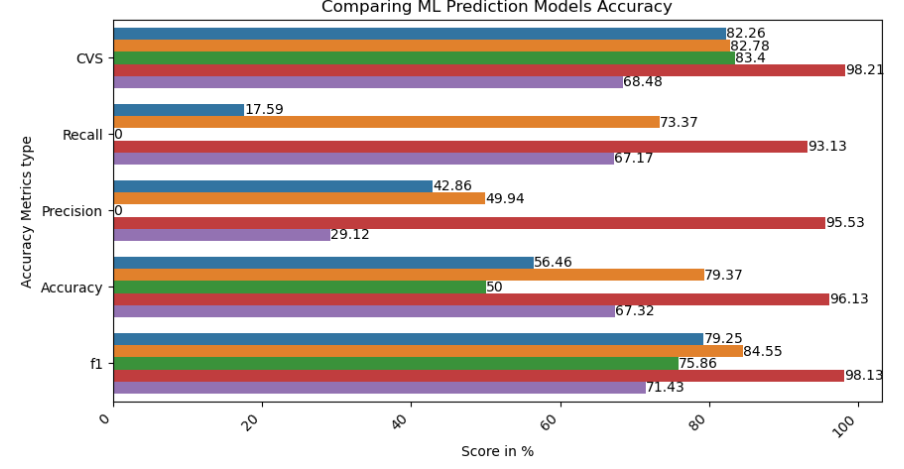 Comparing ML Prediction Models Accuracy
Accuracy Metrics type
CVS
82.26
82.78
83.4
98.21
68.48
Recall
17.59
73.37
0
93.13
67.17
Precision
42.86
49.94
0
95.53
29.12
Accuracy
56.46
79.37
50
96.13
67.32
f1
79.25
84.55
75.86
98.13
71.43
0 20 40 60 80 100
Score in %